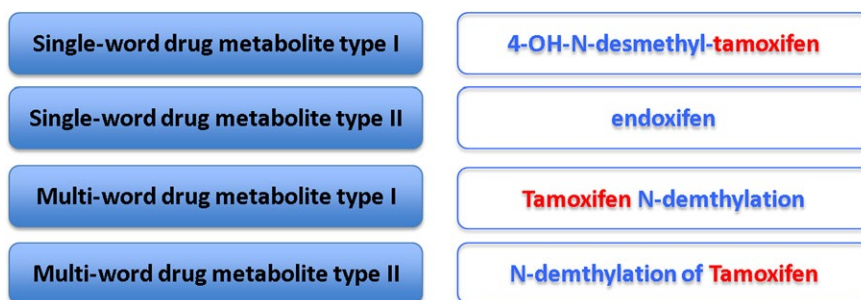 Single-word drug metabolite type I
4-OH-N-desmethyl-tamoxifen
Single-word drug metabolite type II
endoxifen
Multi-word drug metabolite type I
Tamoxifen N-demthylation
Multi-word drug metabolite type II
N-demthylation of Tamoxifen